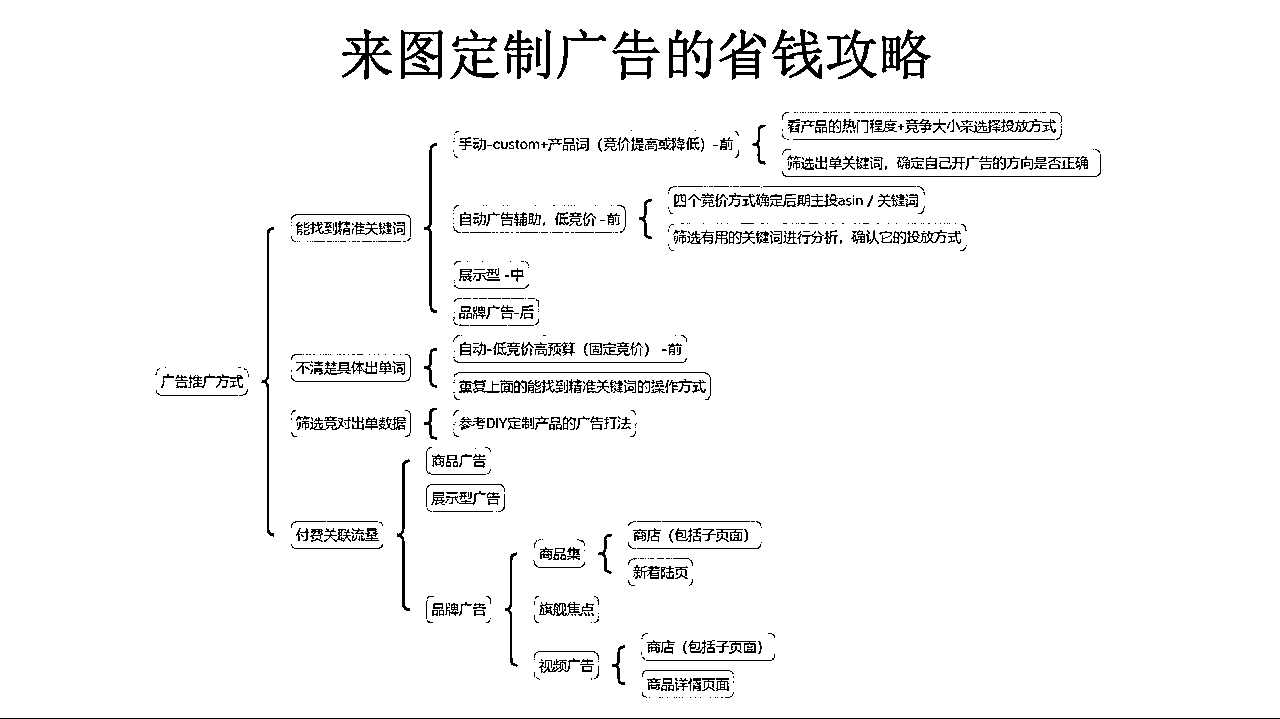 来图定制广告的省钱攻略
广告推广方式
能找到精准关键词
手动-custom+产品词（竞价提高或降低）-前
看产品的热门程度+竞争大小来选择投放方式
筛选出单关键词，确定自己开广告的方向是否正确
自动广告辅助，低竞价 -前
四个竞价方式确定后期主投asin / 关键词
筛选有用的关键词进行分析，确认它的投放方式
展示型 -中
品牌广告-后
不清楚具体出单词
自动-低竞价高预算（固定竞价） -前
重复上面的能找到精准关键词的操作方式
筛选竞对出单数据
参考DIY定制产品的广告打法
付费关联流量
商品广告
展示型广告
品牌广告
商品集
商店（包括子页面）
新着陆页
旗舰焦点
视频广告
商店（包括子页面）
商品详情页面